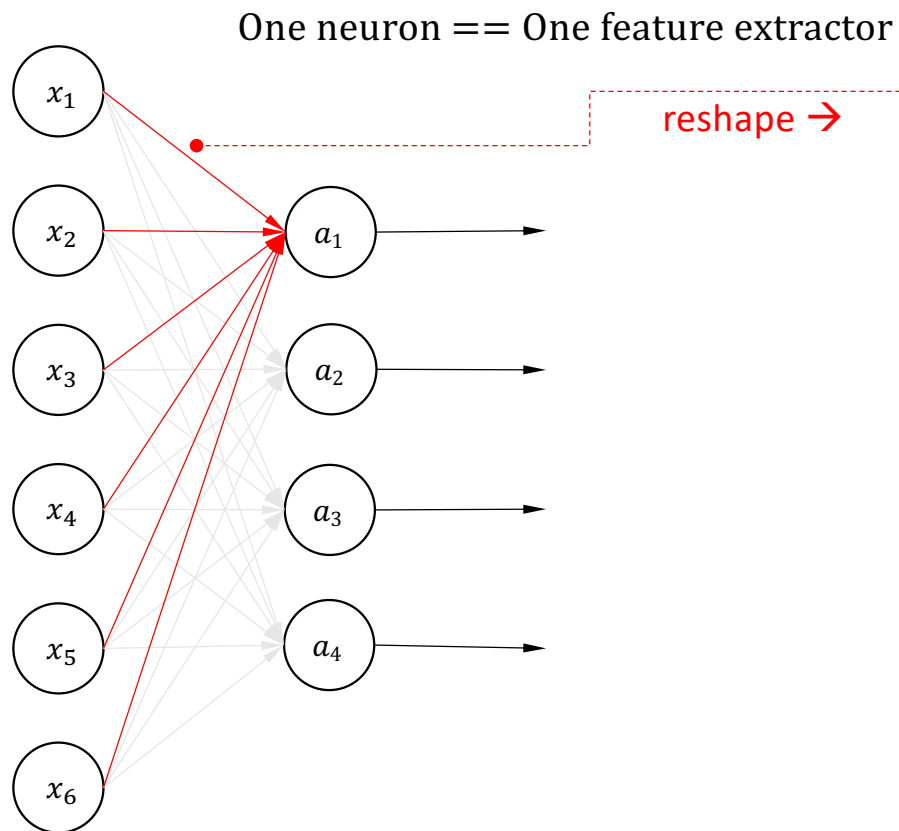 One neuron == One feature extractor
x₁
reshape →
x₂
a₁
x₃
a₂
x₄
a₃
x₅
a₄
x₆